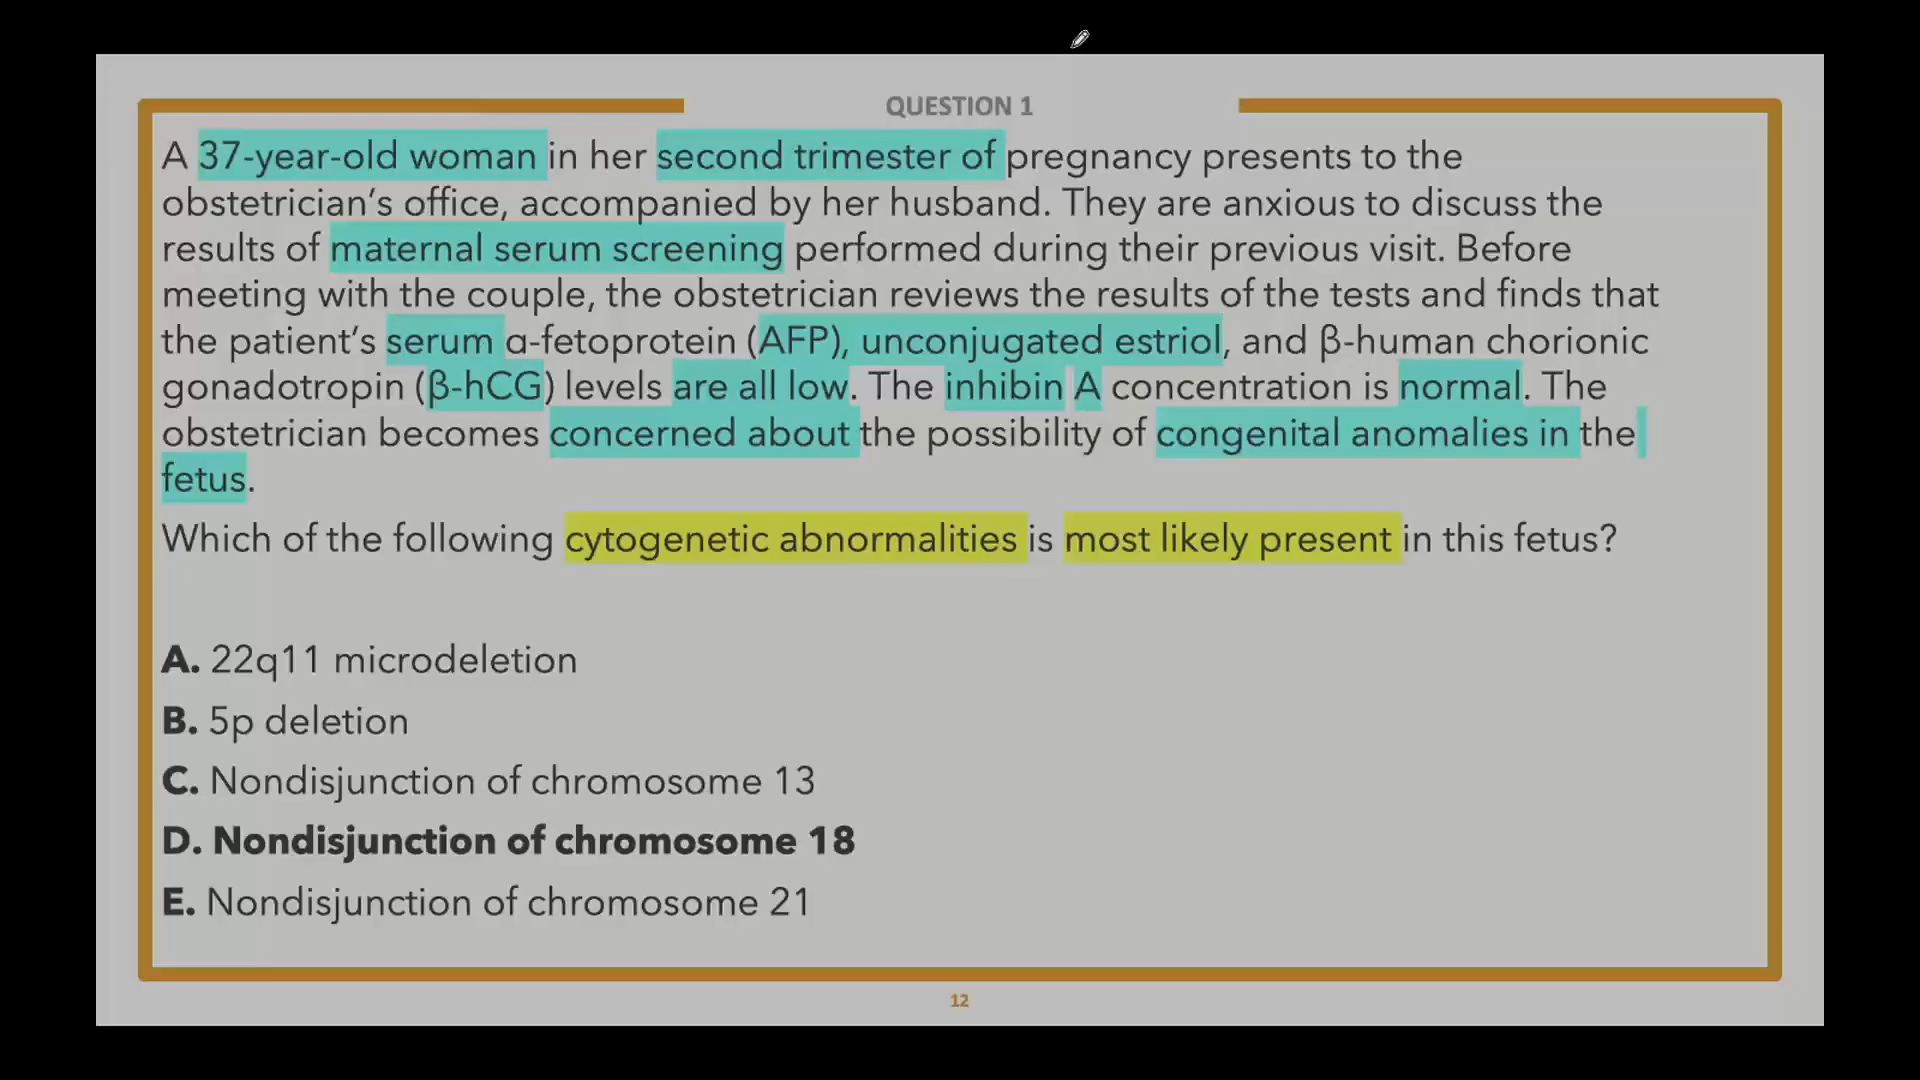 QUESTION 1
A 37-year-old woman in her second trimester of pregnancy presents to the
obstetrician’s office, accompanied by her husband. They are anxious to discuss the
results of maternal serum screening performed during their previous visit. Before
meeting with the couple, the obstetrician reviews the results of the tests and finds that
the patient’s serum α-fetoprotein (AFP), unconjugated estriol, and β-human chorionic
gonadotropin (β-hCG) levels are all low. The inhibin A concentration is normal. The
obstetrician becomes concerned about the possibility of congenital anomalies in the
fetus.
Which of the following cytogenetic abnormalities is most likely present in this fetus?
A. 22q11 microdeletion
B. 5p deletion
C. Nondisjunction of chromosome 13
D. Nondisjunction of chromosome 18
E. Nondisjunction of chromosome 21
12